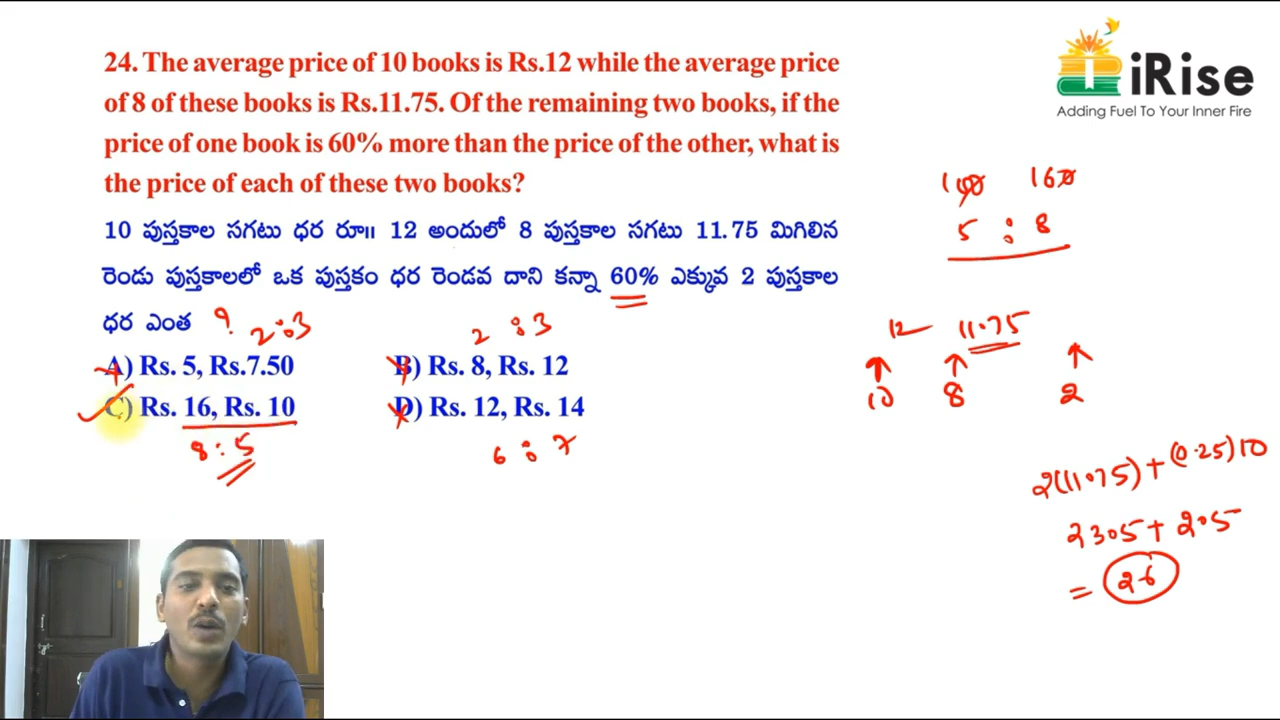 24. The average price of 10 books is Rs.12 while the average price
of 8 of these books is Rs.11.75. Of the remaining two books, if the
price of one book is 60% more than the price of the other, what is
the price of each of these two books?
10 పుస్తకాల సగటు ధర రూ॥ 12 అందులో 8 పుస్తకాల సగటు 11.75 మిగిలిన
రెండు పుస్తకాలలో ఒక పుస్తకం ధర రెండవ దాని కన్నా 60% ఎక్కువ 2 పుస్తకాల
ధర ఎంత ?
2:3
2 : 3
A) Rs. 5, Rs.7.50
B) Rs. 8, Rs. 12
C) Rs. 16, Rs. 10
D) Rs. 12, Rs. 14
8 : 5
6 : 7
iRise
Adding Fuel To Your Inner Fire
100 160
5 : 8
12 11.75
10 8 2
2(11.75) + (0.25)10
23.5 + 2.5
= 26